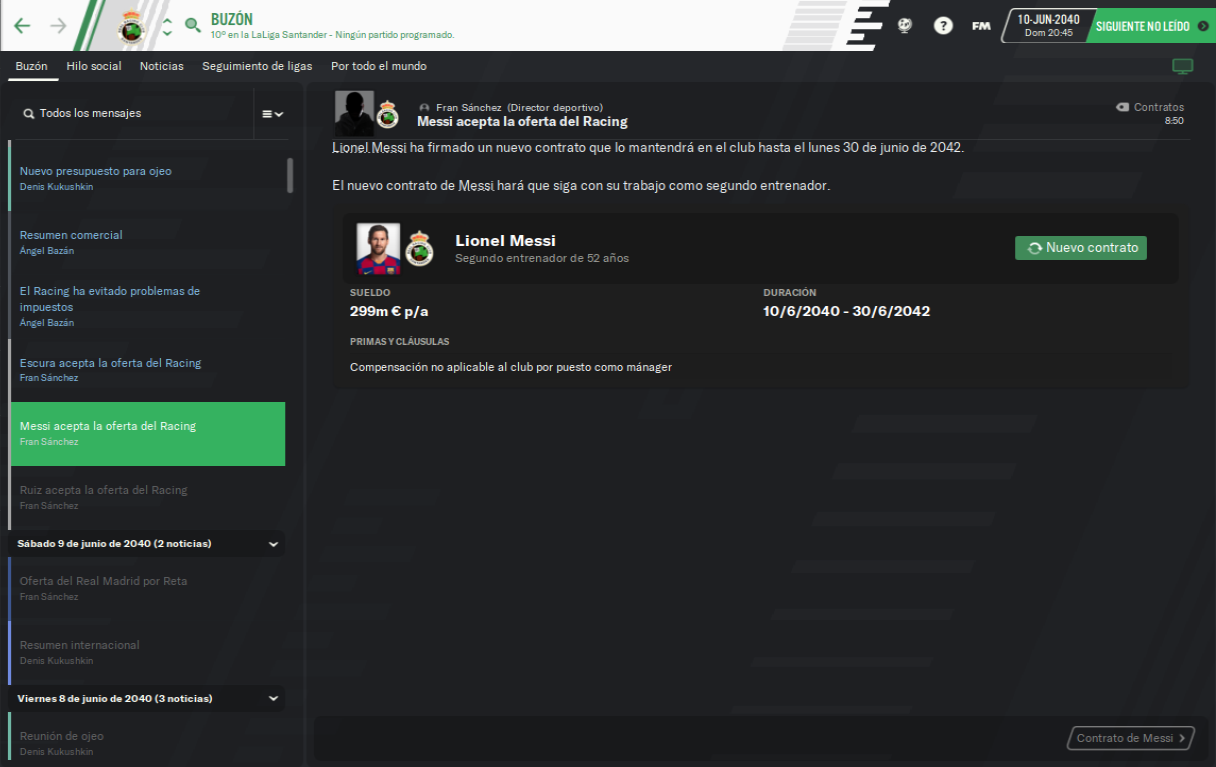 BUZÓN
10º en la LaLiga Santander - Ningún partido programado.
?
FM
10-JUN-2040
Dom 20:45
SIGUIENTE NO LEÍDO
Buzón
Hilo social
Noticias
Seguimiento de ligas
Por todo el mundo
Todos los mensajes
Nuevo presupuesto para ojeo
Denis Kukushkin
Resumen comercial
Ángel Bazán
El Racing ha evitado problemas de
impuestos
Ángel Bazán
Escura acepta la oferta del Racing
Fran Sánchez
Messi acepta la oferta del Racing
Fran Sánchez
Ruiz acepta la oferta del Racing
Fran Sánchez
Sábado 9 de junio de 2040 (2 noticias)
Oferta del Real Madrid por Reta
Fran Sánchez
Resumen internacional
Denis Kukushkin
Viernes 8 de junio de 2040 (3 noticias)
Reunión de ojeo
Denis Kukushkin
Fran Sánchez (Director deportivo)
Messi acepta la oferta del Racing
Contratos
8:50
Lionel Messi ha firmado un nuevo contrato que lo mantendrá en el club hasta el lunes 30 de junio de 2042.
El nuevo contrato de Messi hará que siga con su trabajo como segundo entrenador.
Lionel Messi
Segundo entrenador de 52 años
Nuevo contrato
SUELDO
299m € p/a
DURACIÓN
10/6/2040 - 30/6/2042
PRIMAS Y CLÁUSULAS
Compensación no aplicable al club por puesto como mánager
Contrato de Messi